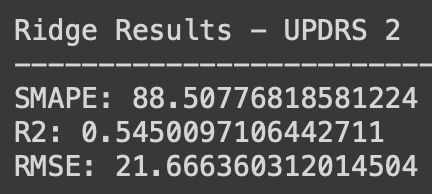 Ridge Results - UPDRS 2
--------------------------
SMAPE: 88.50776818581224
R2: 0.5450097106442711
RMSE: 21.666360312014504